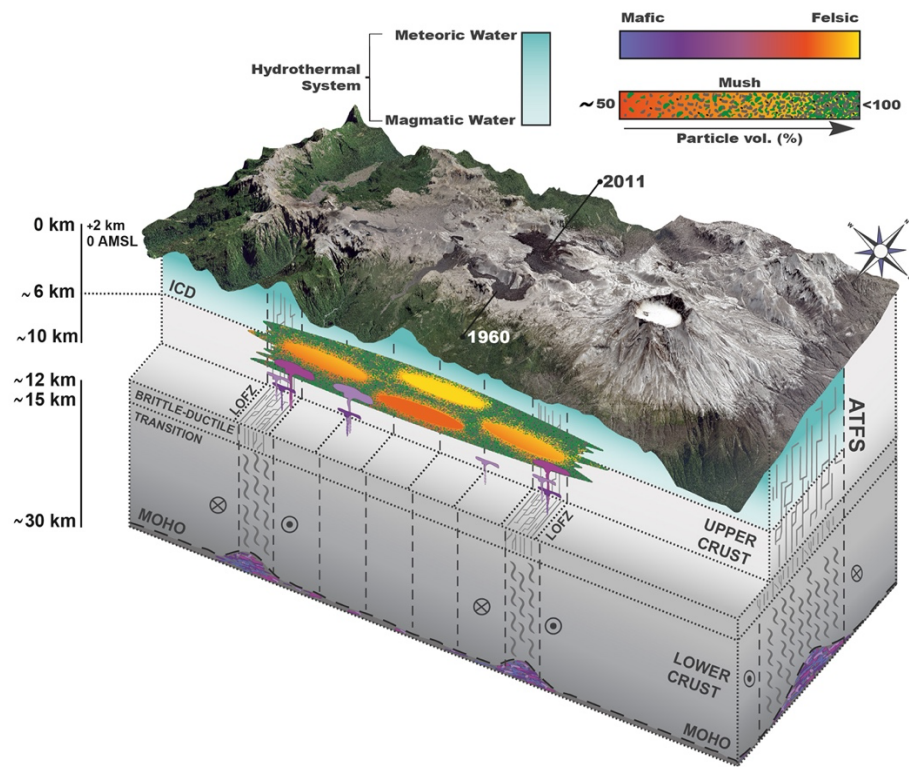 Mafic
Felsic
Meteoric Water
Hydrothermal
System
Magmatic Water
Mush
~50
<100
Particle vol. (%)
2011
0 km
+2 km
0 AMSL
~6 km
ICD
1960
~10 km
~12 km
~15 km
LOFZ
BRITTLE-DUCTILE
TRANSITION
ATFS
~30 km
MOHO
LOFZ
UPPER
CRUST
LOWER
CRUST
MOHO